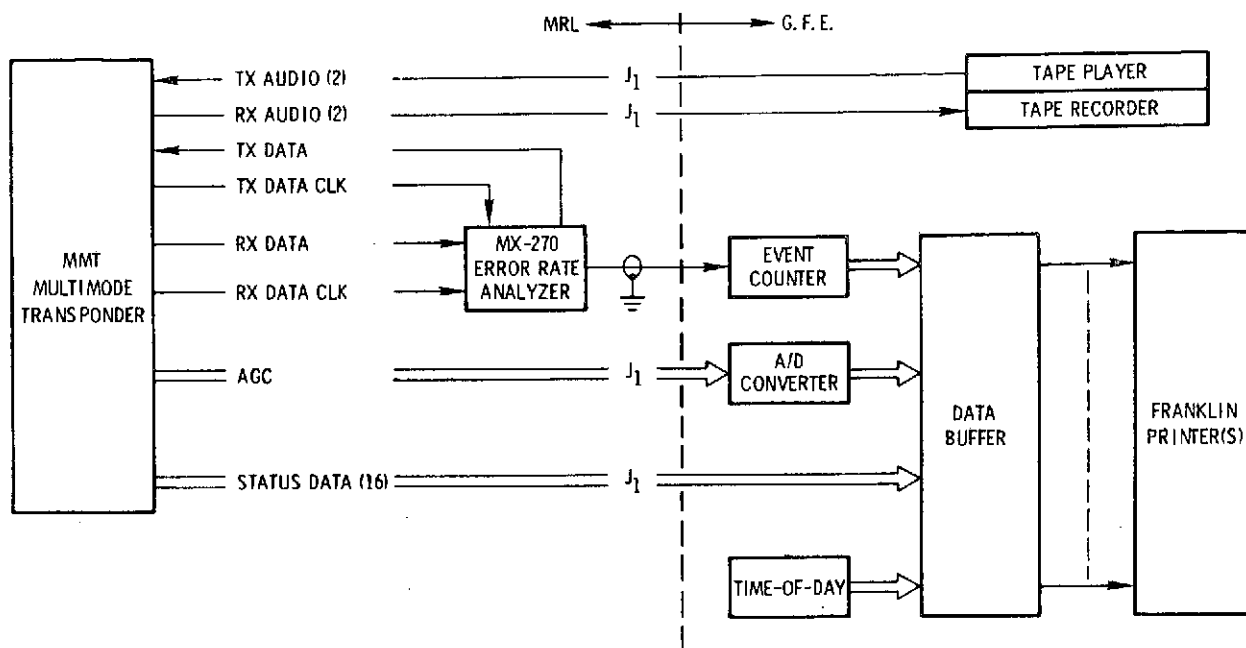 MRL
G. F. E.
TX AUDIO (2)
J1
TAPE PLAYER
RX AUDIO (2)
J1
TAPE RECORDER
TX DATA
TX DATA CLK
RX DATA
RX DATA CLK
MMT
MULTIMODE
TRANSPONDER
MX-270
ERROR RATE
ANALYZER
EVENT
COUNTER
AGC
J1
A/D
CONVERTER
DATA
BUFFER
FRANKLIN
PRINTER(S)
STATUS DATA (16)
J1
TIME-OF-DAY